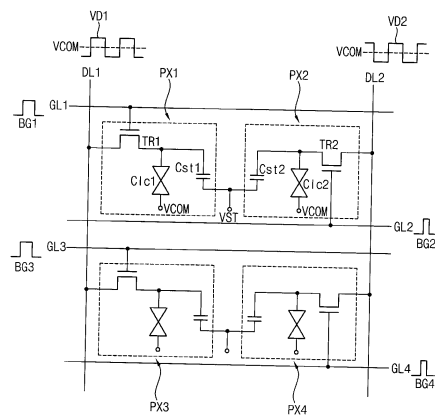 VD1 VD2
VCOM VCOM
DL1 PX1 PX2 DL2
GL1
BG1
TR1 TR2
Cst1 Cst2
Clc1 Clc2
VCOM VCOM
VST
GL2
BG2
GL3
BG3
GL4
BG4
PX3 PX4